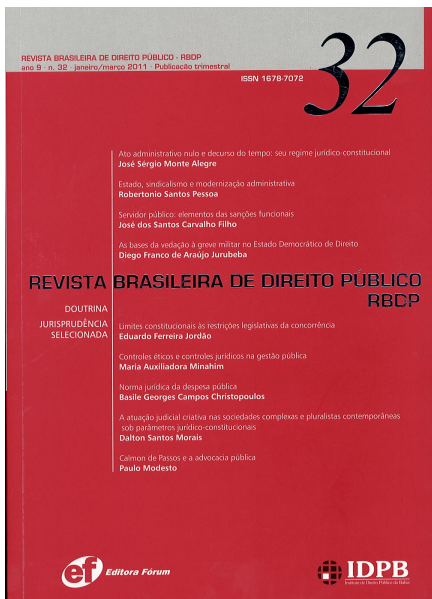 REVISTA BRASILEIRA DE DIREITO PÚBLICO - RBDP
ano 9 - n. 32 - janeiro/março 2011 - Publicação trimestral
ISSN 1678-7072
32
Ato administrativo nulo e decurso do tempo: seu regime jurídico-constitucional
José Sérgio Monte Alegre
Estado, sindicalismo e modernização administrativa
Robertonio Santos Pessoa
Servidor público: elementos das sanções funcionais
José dos Santos Carvalho Filho
As bases da vedação à greve militar no Estado Democrático de Direito
Diego Franco de Araújo Jurubeba
REVISTA BRASILEIRA DE DIREITO PÚBLICO
RBDP
DOUTRINA
JURISPRUDÊNCIA
SELECIONADA
Limites constitucionais às restrições legislativas da concorrência
Eduardo Ferreira Jordão
Controles éticos e controles jurídicos na gestão pública
Maria Auxiliadora Minahim
Norma jurídica da despesa pública
Basile Georges Campos Christopoulos
A atuação judicial criativa nas sociedades complexas e pluralistas contemporâneas
sob parâmetros jurídico-constitucionais
Dalton Santos Morais
Calmon de Passos e a advocacia pública
Paulo Modesto
ef Editora Fórum
IDPB
Instituto de Direito Público da Bahia